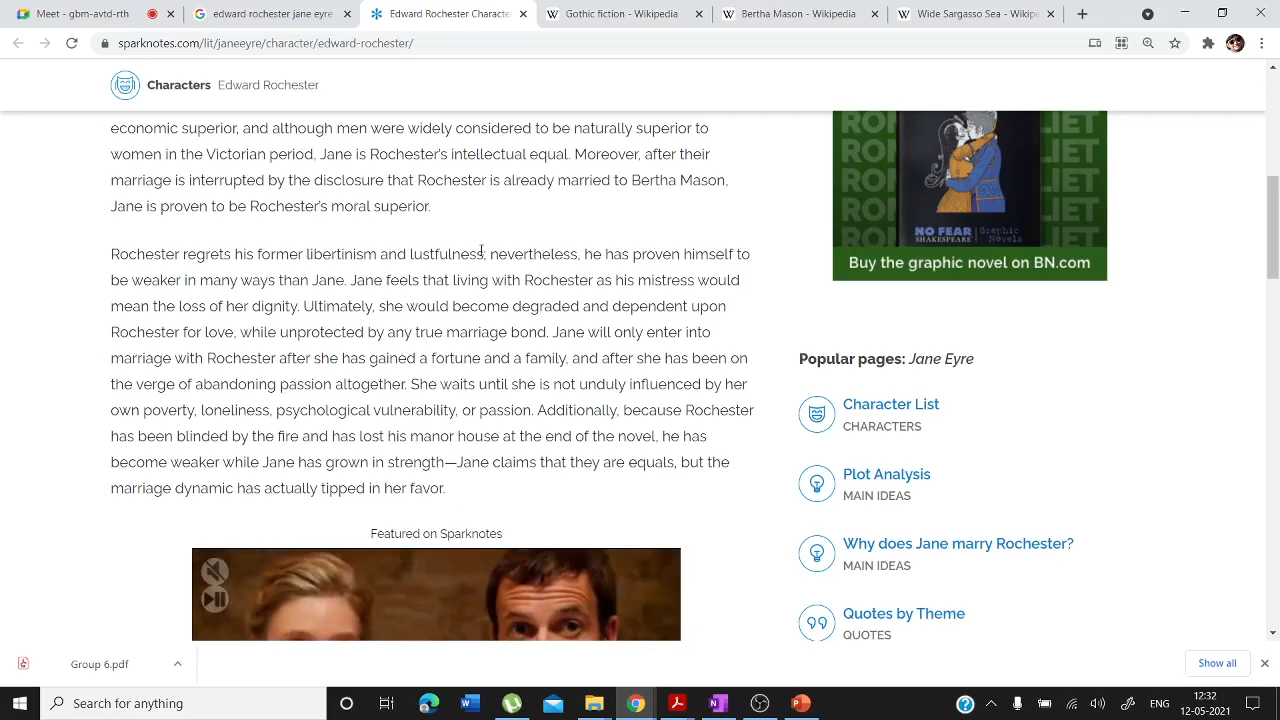 Meet – gbm-
edward rochester jane eyre
Edward Rochester Character
Gothic fiction - Wikipedia
Bertha Mason - Wikipedia
Wide Sargasso Sea - Wikip
sparknotes.com/lit/janeeyre/character/edward-rochester/
Characters Edward Rochester
economic superior, and although men were widely considered to be naturally superior to
women in the Victorian period, Jane is Rochester's intellectual equal. Moreover, after their
marriage is interrupted by the disclosure that Rochester is already married to Bertha Mason,
Jane is proven to be Rochester's moral superior.
Rochester regrets his former libertinism and lustfulness; nevertheless, he has proven himself to
be weaker in many ways than Jane. Jane feels that living with Rochester as his mistress would
mean the loss of her dignity. Ultimately, she would become degraded and dependent upon
Rochester for love, while unprotected by any true marriage bond. Jane will only enter into
marriage with Rochester after she has gained a fortune and a family, and after she has been on
the verge of abandoning passion altogether. She waits until she is not unduly influenced by her
own poverty, loneliness, psychological vulnerability, or passion. Additionally, because Rochester
has been blinded by the fire and has lost his manor house at the end of the novel, he has
become weaker while Jane has grown in strength—Jane claims that they are equals, but the
marriage dynamic has actually tipped in her favor.
Featured on Sparknotes
NO FEAR Graphic
SHAKESPEARE Novels
Buy the graphic novel on BN.com
Popular pages: Jane Eyre
Character List
CHARACTERS
Plot Analysis
MAIN IDEAS
Why does Jane marry Rochester?
MAIN IDEAS
Quotes by Theme
QUOTES
Group 6.pdf
Show all
Search for anything
ENG
12:32
12-05-2021